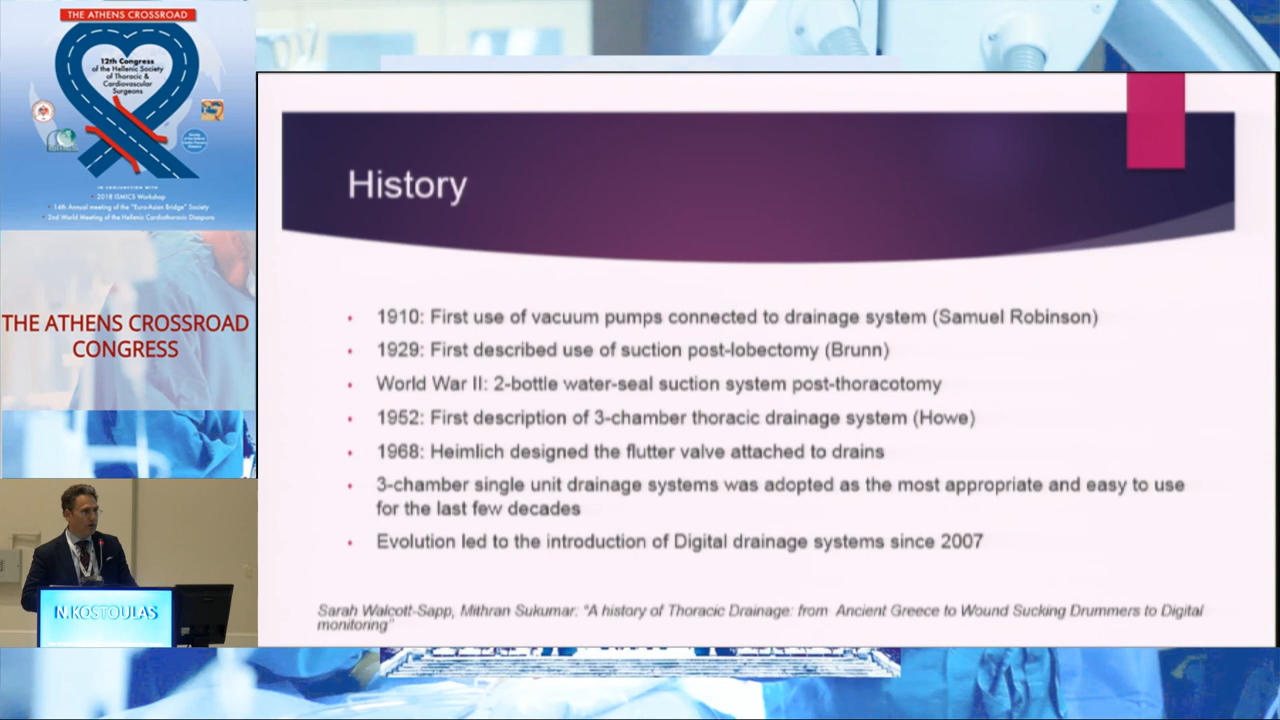 THE ATHENS CROSSROAD
12th Congress
of the Hellenic Society
of Thoracic &
Cardiovascular
Surgeons
IN CONJUNCTION WITH
• 2018 ISMICS Workshop
• 14th Annual meeting of the "Euro-Asian Bridge" Society
• 2nd World Meeting of the Hellenic Cardiothoracic Diaspora
THE ATHENS CROSSROAD
CONGRESS
N.KOSTOULAS
History
• 1910: First use of vacuum pumps connected to drainage system (Samuel Robinson)
• 1929: First described use of suction post-lobectomy (Brunn)
• World War II: 2-bottle water-seal suction system post-thoracotomy
• 1952: First description of 3-chamber thoracic drainage system (Howe)
• 1968: Heimlich designed the flutter valve attached to drains
• 3-chamber single unit drainage systems was adopted as the most appropriate and easy to use
for the last few decades
• Evolution led to the introduction of Digital drainage systems since 2007
Sarah Walcott-Sapp, Mithran Sukumar: "A history of Thoracic Drainage: from Ancient Greece to Wound Sucking Drummers to Digital
monitoring"